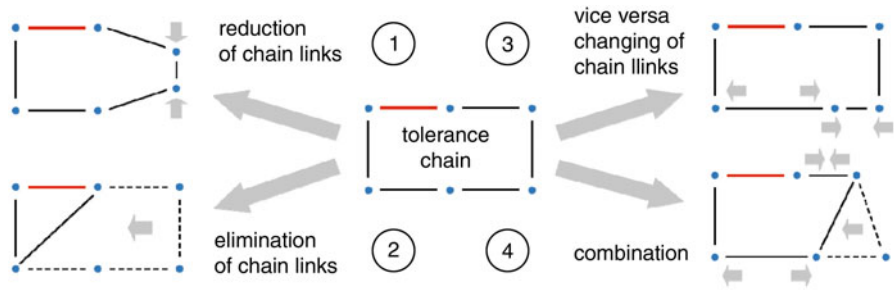 reduction
of chain links
1
3
vice versa
changing of
chain llinks
tolerance
chain
elimination
of chain links
2
4
combination